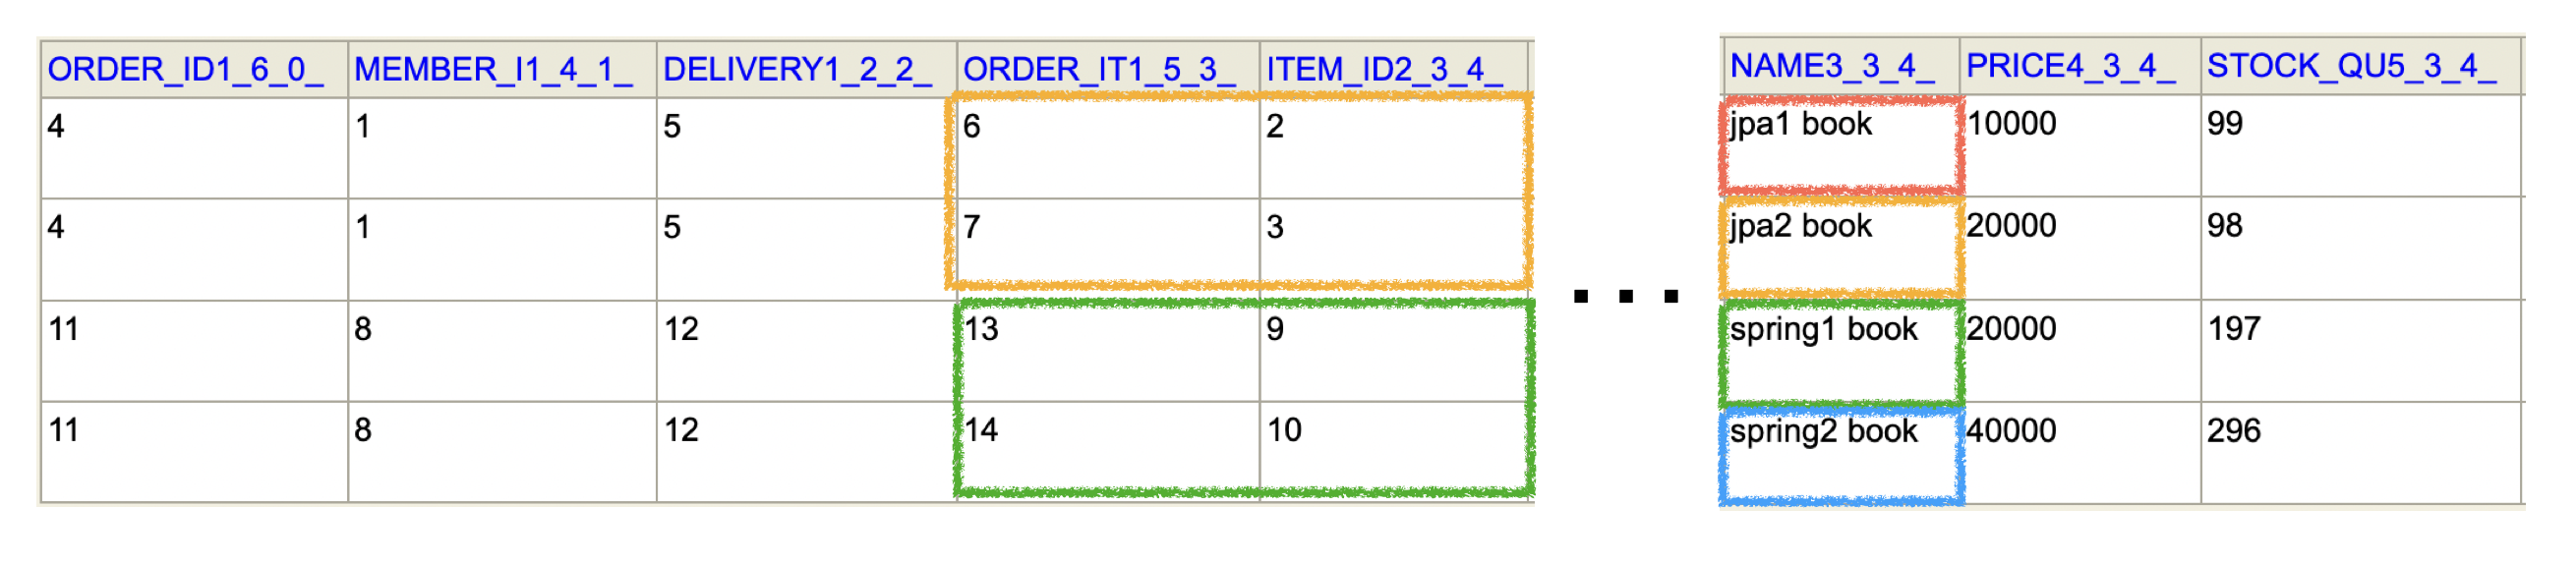 ORDER_ID1_6_0_ MEMBER_I1_4_1_ DELIVERY1_2_2_ ORDER_IT1_5_3_ ITEM_ID2_3_4_ NAME3_3_4_ PRICE4_3_4_ STOCK_QU5_3_4_
4 1 5 6 2 jpa1 book 10000 99
4 1 5 7 3 jpa2 book 20000 98
11 8 12 13 9 spring1 book 20000 197
11 8 12 14 10 spring2 book 40000 296